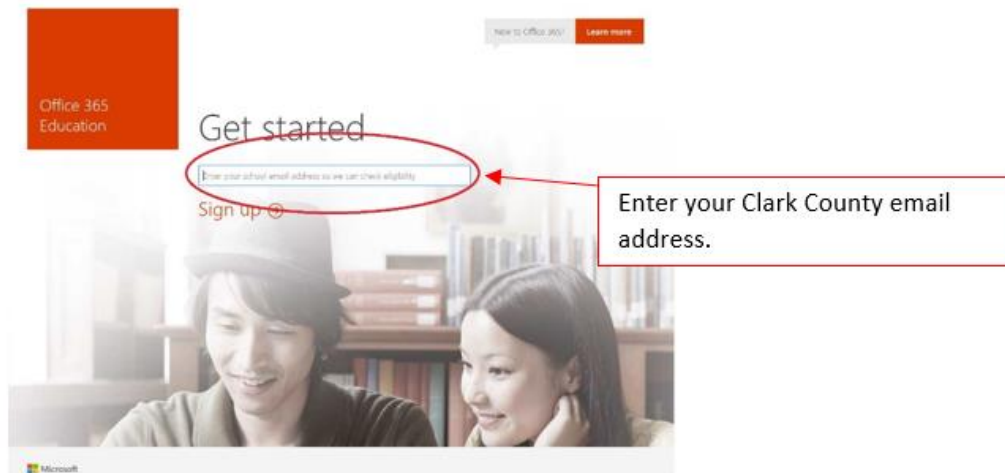 New to Office 365?
Learn more
Office 365
Education
Get started
Enter your school email address so we can check eligibility
Sign up
Enter your Clark County email
address.
Microsoft